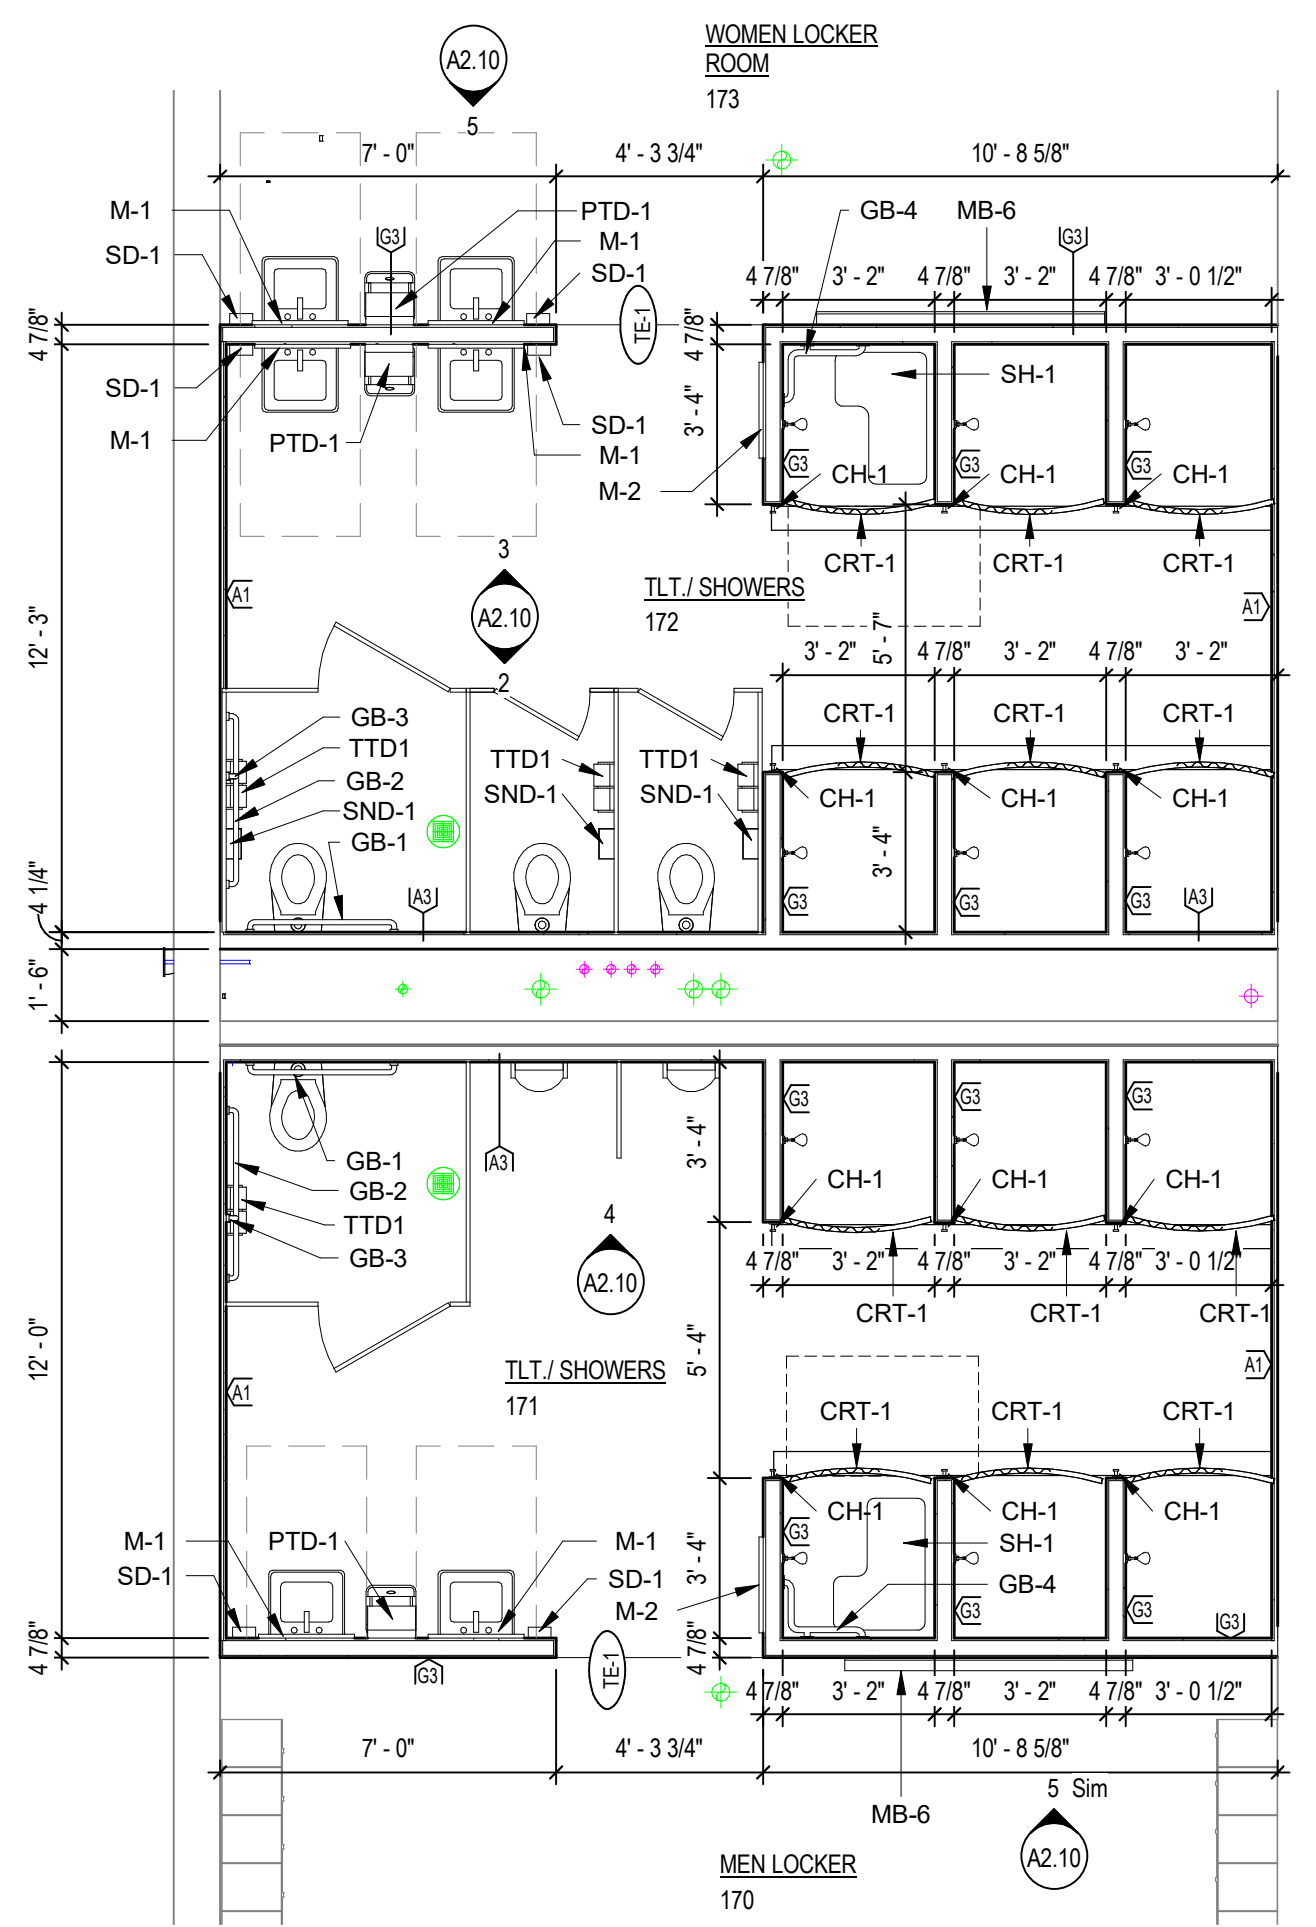 WOMEN LOCKER
ROOM
173
A2.10
5
7' - 0"
4' - 3 3/4"
10' - 8 5/8"
M-1
PTD-1
GB-4
MB-6
G3
M-1
G3
SD-1
SD-1
4 7/8"
3' - 2"
4 7/8"
3' - 2"
4 7/8"
3' - 0 1/2"
4 7/8"
TE-1
4 7/8"
SD-1
SH-1
3' - 4"
M-1
PTD-1
SD-1
M-1
M-2
G3
CH-1
G3
CH-1
G3
CH-1
3
CRT-1
CRT-1
CRT-1
A1
A2.10
TLT./ SHOWERS
172
A1
12' - 3"
5' - 7"
2
3' - 2"
4 7/8"
3' - 2"
4 7/8"
3' - 2"
GB-3
CRT-1
CRT-1
CRT-1
TTD1
TTD1
TTD1
GB-2
SND-1
SND-1
CH-1
CH-1
CH-1
SND-1
GB-1
3' - 4"
4 1/4"
A3
G3
G3
G3
A3
1' - 6"
G3
G3
G3
3' - 4"
GB-1
A3
GB-2
CH-1
CH-1
CH-1
TTD1
4
GB-3
A2.10
4 7/8"
3' - 2"
4 7/8"
3' - 2"
4 7/8"
3' - 0 1/2"
CRT-1
CRT-1
CRT-1
12' - 0"
5' - 4"
TLT./ SHOWERS
171
A1
A1
CRT-1
CRT-1
CRT-1
CH-1
CH-1
CH-1
M-1
PTD-1
M-1
G3
SH-1
SD-1
SD-1
3' - 4"
GB-4
M-2
G3
G3
4 7/8"
4 7/8"
G3
TE-1
4 7/8"
3' - 2"
4 7/8"
3' - 2"
4 7/8"
3' - 0 1/2"
7' - 0"
4' - 3 3/4"
10' - 8 5/8"
5 Sim
MB-6
A2.10
MEN LOCKER
170